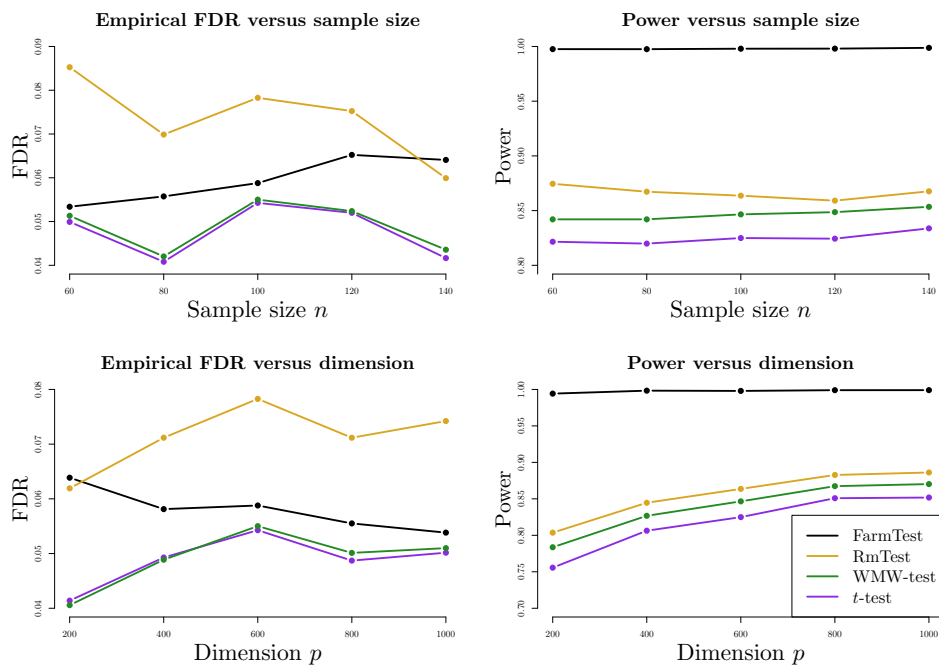 Empirical FDR versus sample size
FDR
0.04 0.05 0.06 0.07 0.08 0.09
60 80 100 120 140
Sample size n
Power versus sample size
Power
0.80 0.85 0.90 0.95 1.00
60 80 100 120 140
Sample size n
Empirical FDR versus dimension
FDR
0.04 0.05 0.06 0.07 0.08
200 400 600 800 1000
Dimension p
Power versus dimension
Power
0.70 0.75 0.80 0.85 0.90 0.95 1.00
FarmTest
RmTest
WMW-test
t-test
200 400 600 800 1000
Dimension p